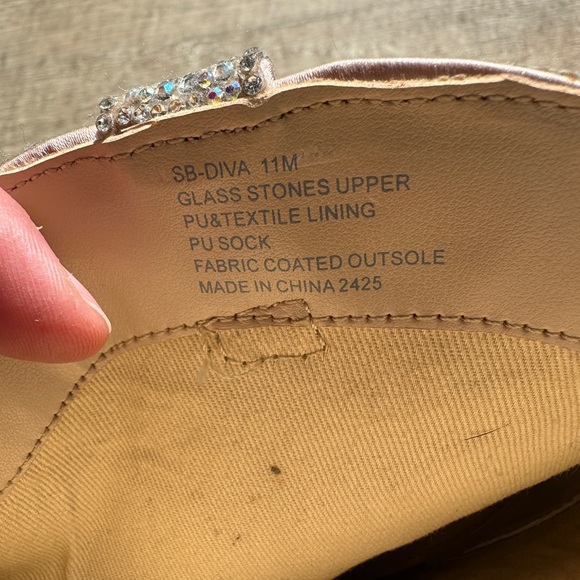 SB-DIVA 11M
GLASS STONES UPPER
PU&TEXTILE LINING
PU SOCK
FABRIC COATED OUTSOLE
MADE IN CHINA 2425